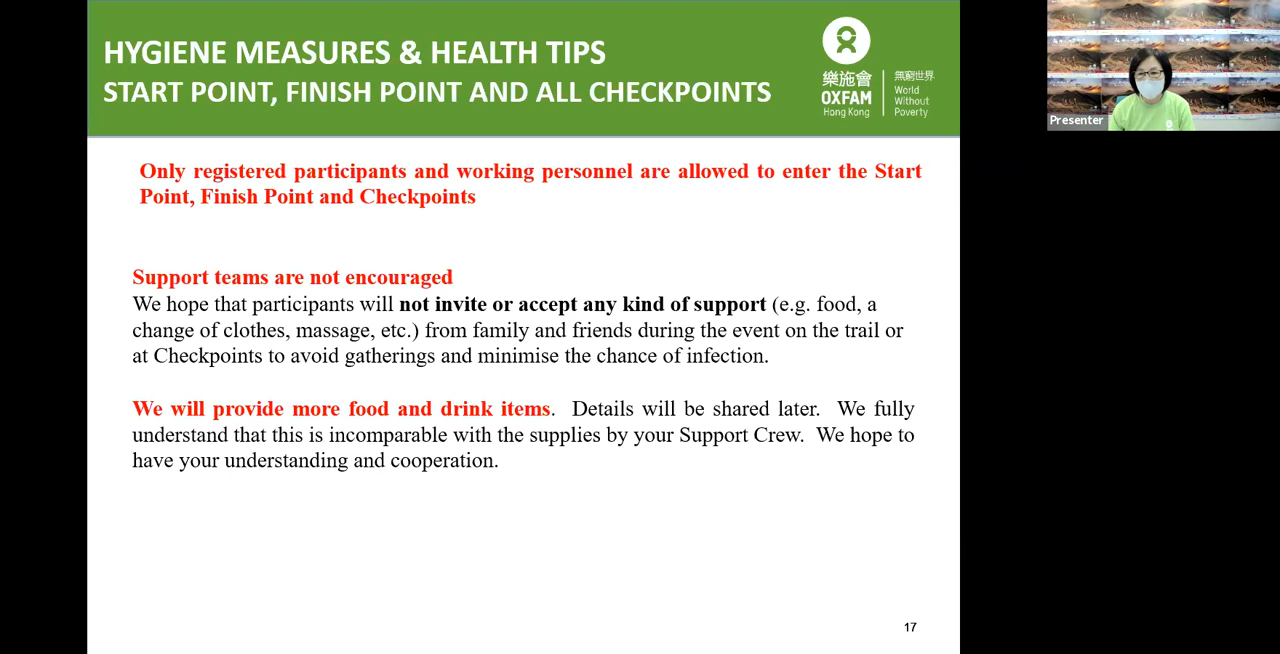 HYGIENE MEASURES & HEALTH TIPS
START POINT, FINISH POINT AND ALL CHECKPOINTS
樂施會
OXFAM
Hong Kong
無窮世界
World
Without
Poverty
Presenter
Only registered participants and working personnel are allowed to enter the Start
Point, Finish Point and Checkpoints
Support teams are not encouraged
We hope that participants will not invite or accept any kind of support (e.g. food, a
change of clothes, massage, etc.) from family and friends during the event on the trail or
at Checkpoints to avoid gatherings and minimise the chance of infection.
We will provide more food and drink items. Details will be shared later. We fully
understand that this is incomparable with the supplies by your Support Crew. We hope to
have your understanding and cooperation.
17